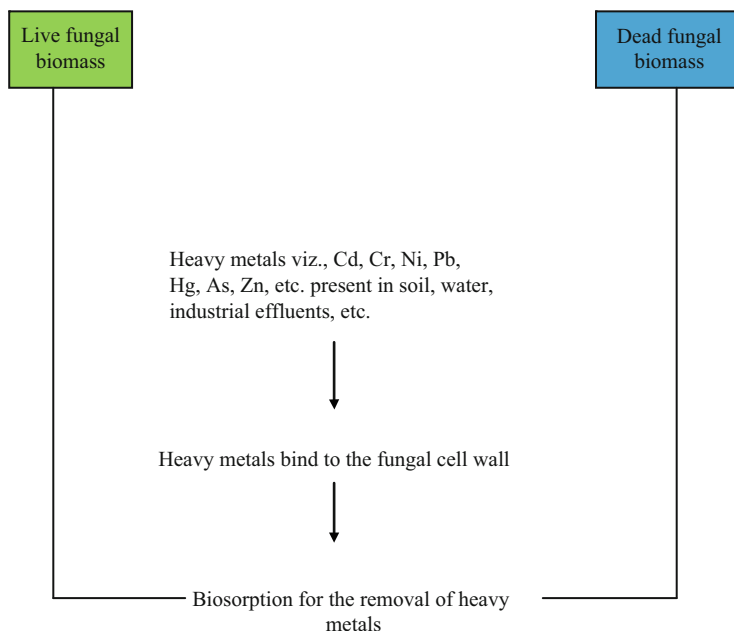 Live fungal
biomass
Dead fungal
biomass
Heavy metals viz., Cd, Cr, Ni, Pb,
Hg, As, Zn, etc. present in soil, water,
industrial effluents, etc.
Heavy metals bind to the fungal cell wall
Biosorption for the removal of heavy
metals